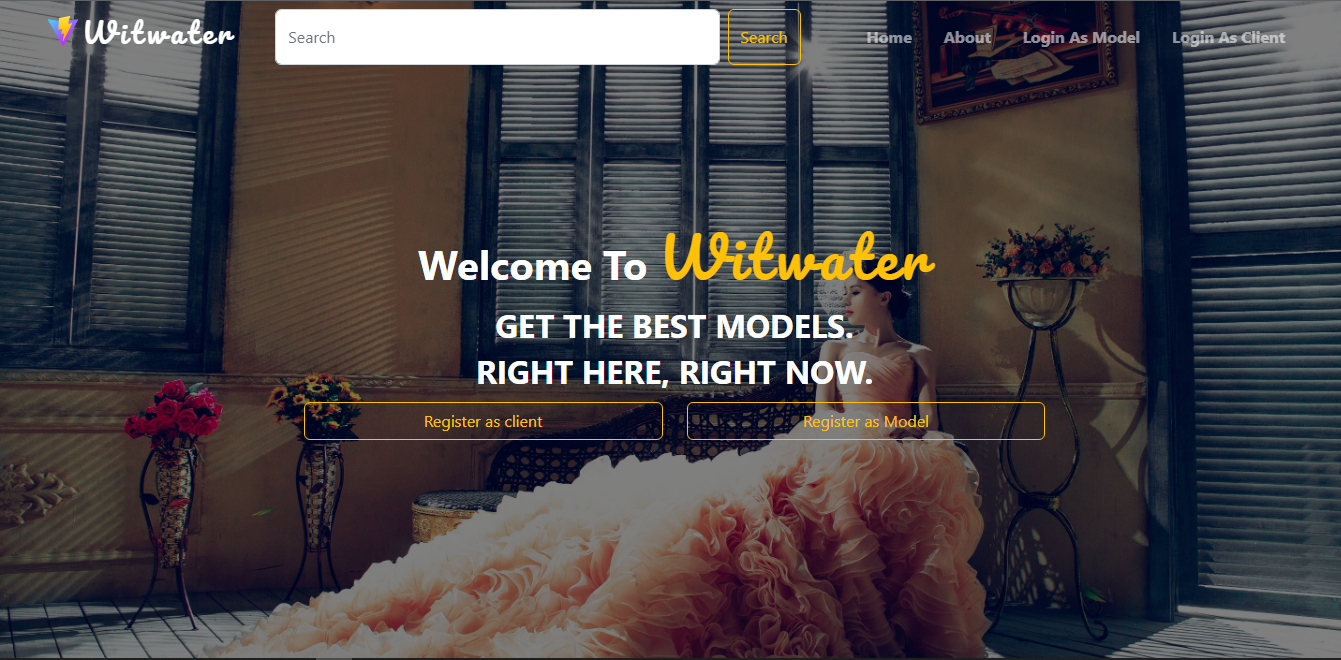 Witwater
Search
Search
Home
About
Login As Model
Login As Client
Welcome To Witwater
GET THE BEST MODELS.
RIGHT HERE, RIGHT NOW.
Register as client
Register as Model